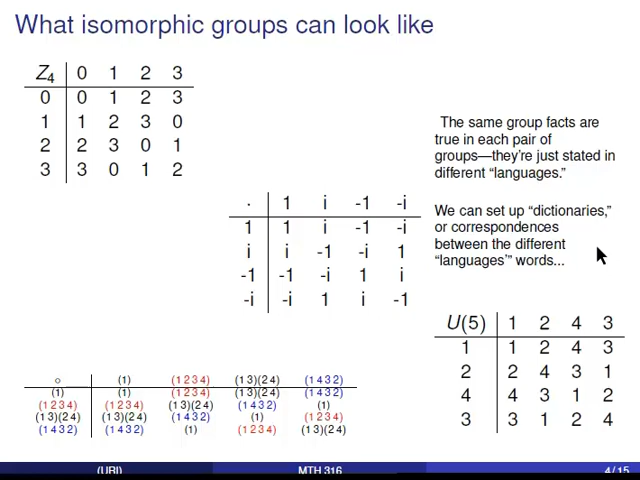 What isomorphic groups can look like
Z4 0 1 2 3
0 0 1 2 3
1 1 2 3 0
2 2 3 0 1
3 3 0 1 2
The same group facts are
true in each pair of
groups—they're just stated in
different “languages.”
We can set up “dictionaries,”
or correspondences
between the different
“languages'” words...
· 1 i -1 -i
1 1 i -1 -i
i i -1 -i 1
-1 -1 -i 1 i
-i -i 1 i -1
U(5) 1 2 4 3
1 1 2 4 3
2 2 4 3 1
4 4 3 1 2
3 3 1 2 4
○ (1) (1 2 3 4) (1 3)(2 4) (1 4 3 2)
(1) (1) (1 2 3 4) (1 3)(2 4) (1 4 3 2)
(1 2 3 4) (1 2 3 4) (1 3)(2 4) (1 4 3 2) (1)
(1 3)(2 4) (1 3)(2 4) (1 4 3 2) (1) (1 2 3 4)
(1 4 3 2) (1 4 3 2) (1) (1 2 3 4) (1 3)(2 4)
(URI) MTH 316 4 / 15